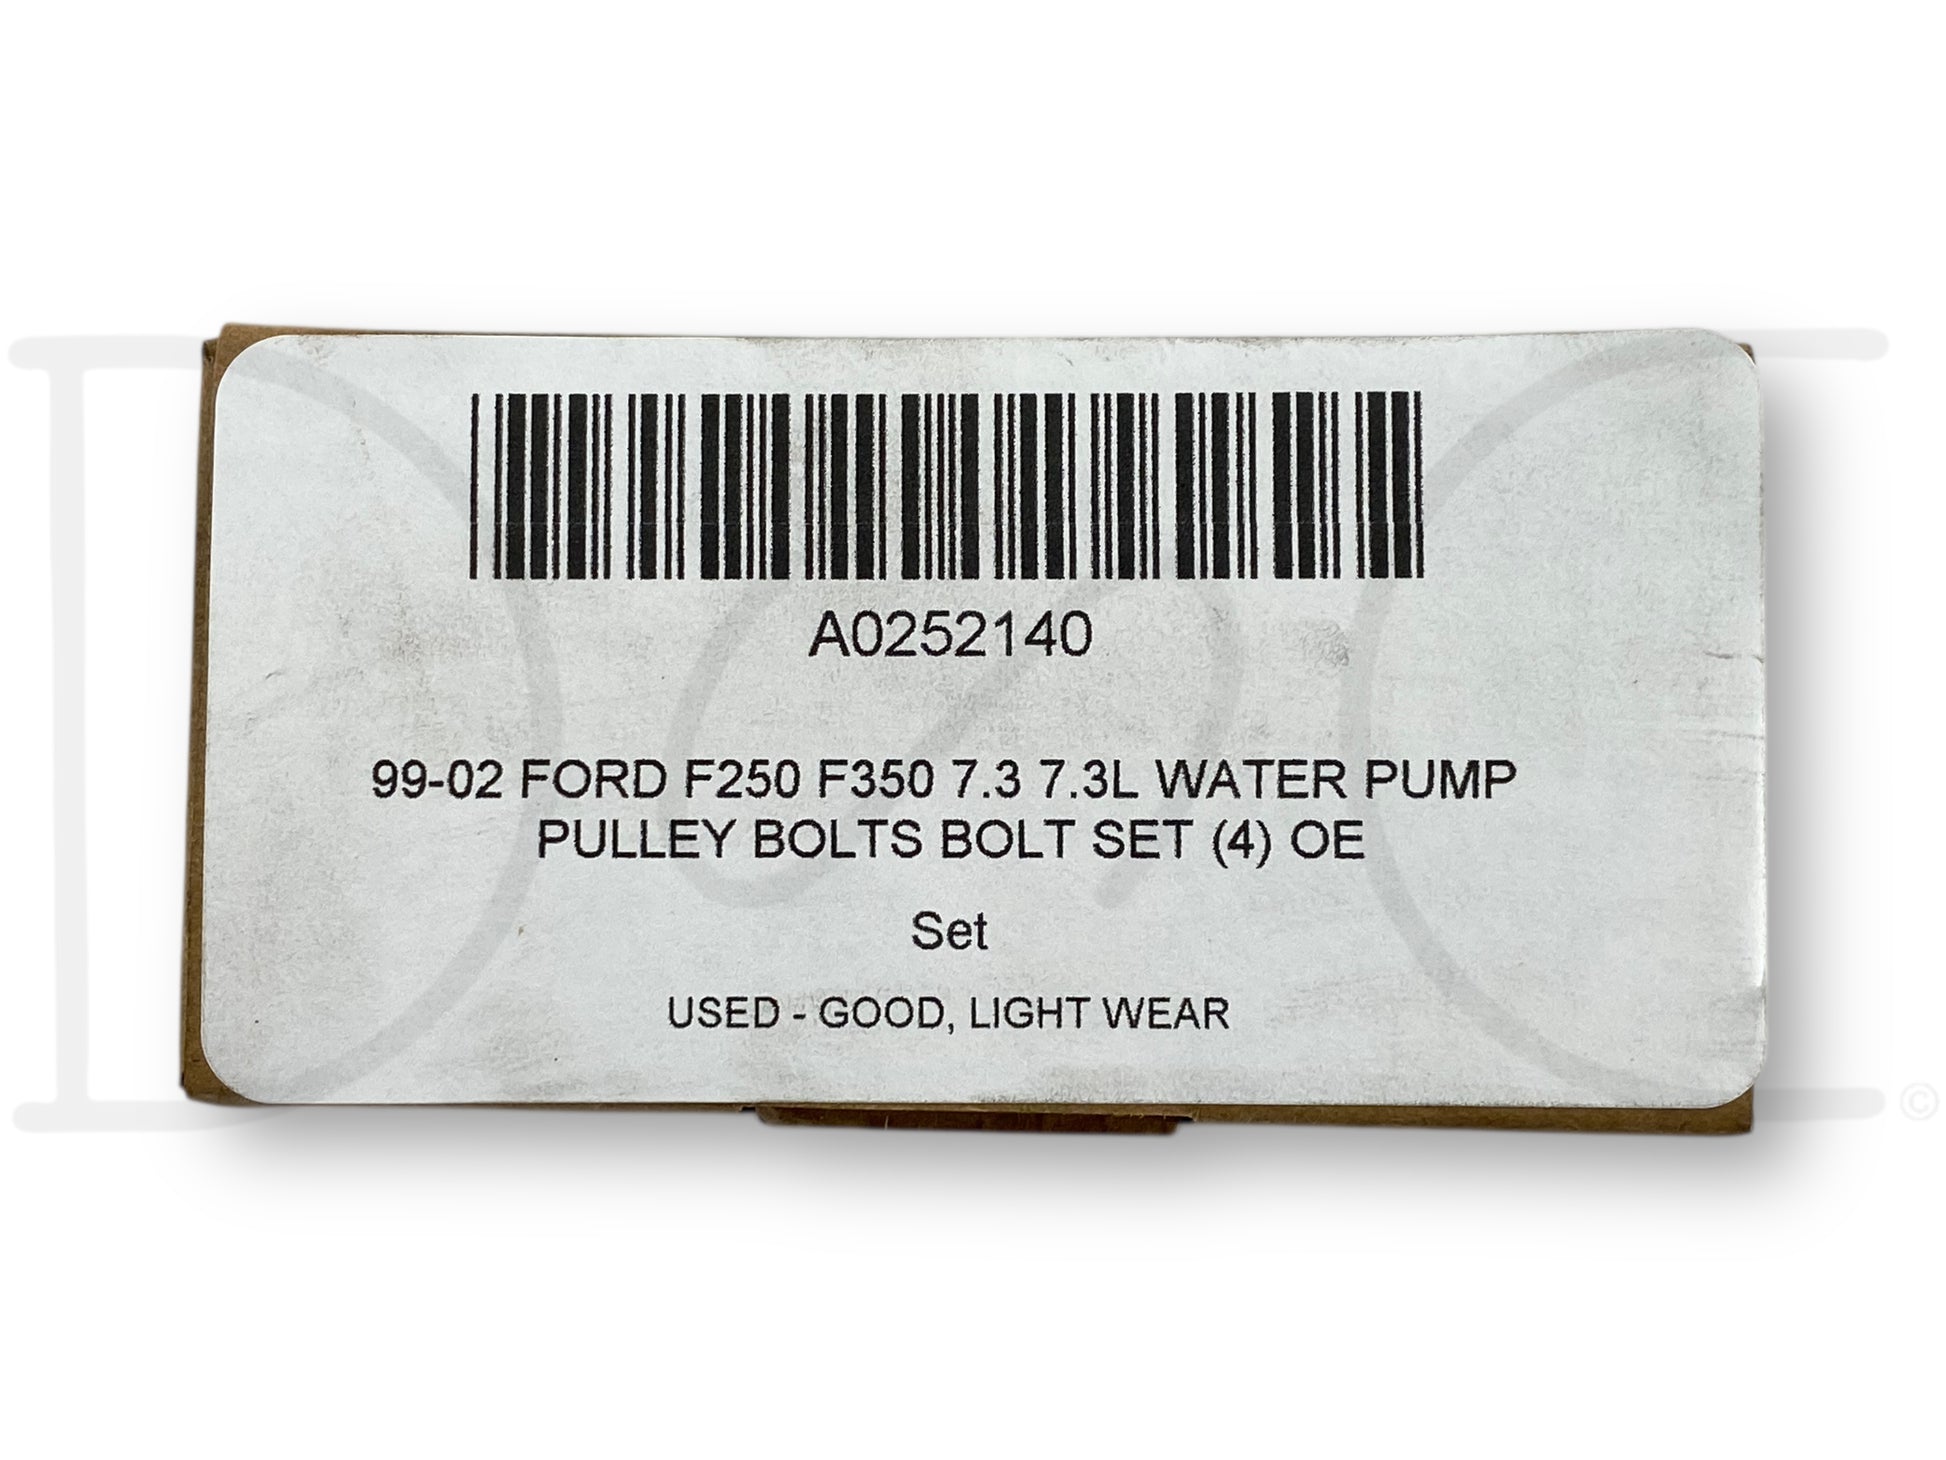 A0252140
99-02 FORD F250 F350 7.3 7.3L WATER PUMP
PULLEY BOLTS BOLT SET (4) OE
Set
USED - GOOD, LIGHT WEAR
©